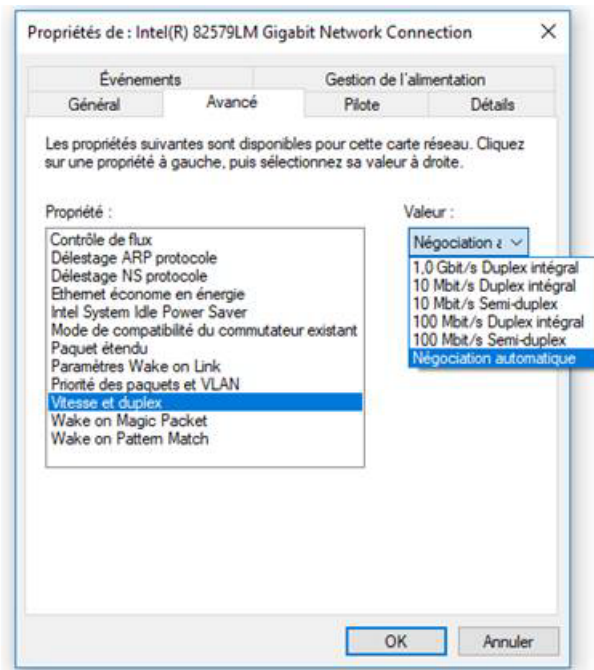 Propriétés de : Intel(R) 82579LM Gigabit Network Connection
Événements
Gestion de l'alimentation
Général
Avancé
Pilote
Détails
Les propriétés suivantes sont disponibles pour cette carte réseau. Cliquez
sur une propriété à gauche, puis sélectionnez sa valeur à droite.
Propriété :
Valeur :
Négociation a
Contrôle de flux
Délestage ARP protocole
Délestage NS protocole
Ethernet économe en énergie
Intel System Idle Power Saver
Mode de compatibilité du commutateur existant
Paquet étendu
Paramètres Wake on Link
Priorité des paquets et VLAN
Vitesse et duplex
Wake on Magic Packet
Wake on Pattern Match
1,0 Gbit/s Duplex intégral
10 Mbit/s Duplex intégral
10 Mbit/s Semi-duplex
100 Mbit/s Duplex intégral
100 Mbit/s Semi-duplex
Négociation automatique
OK
Annuler